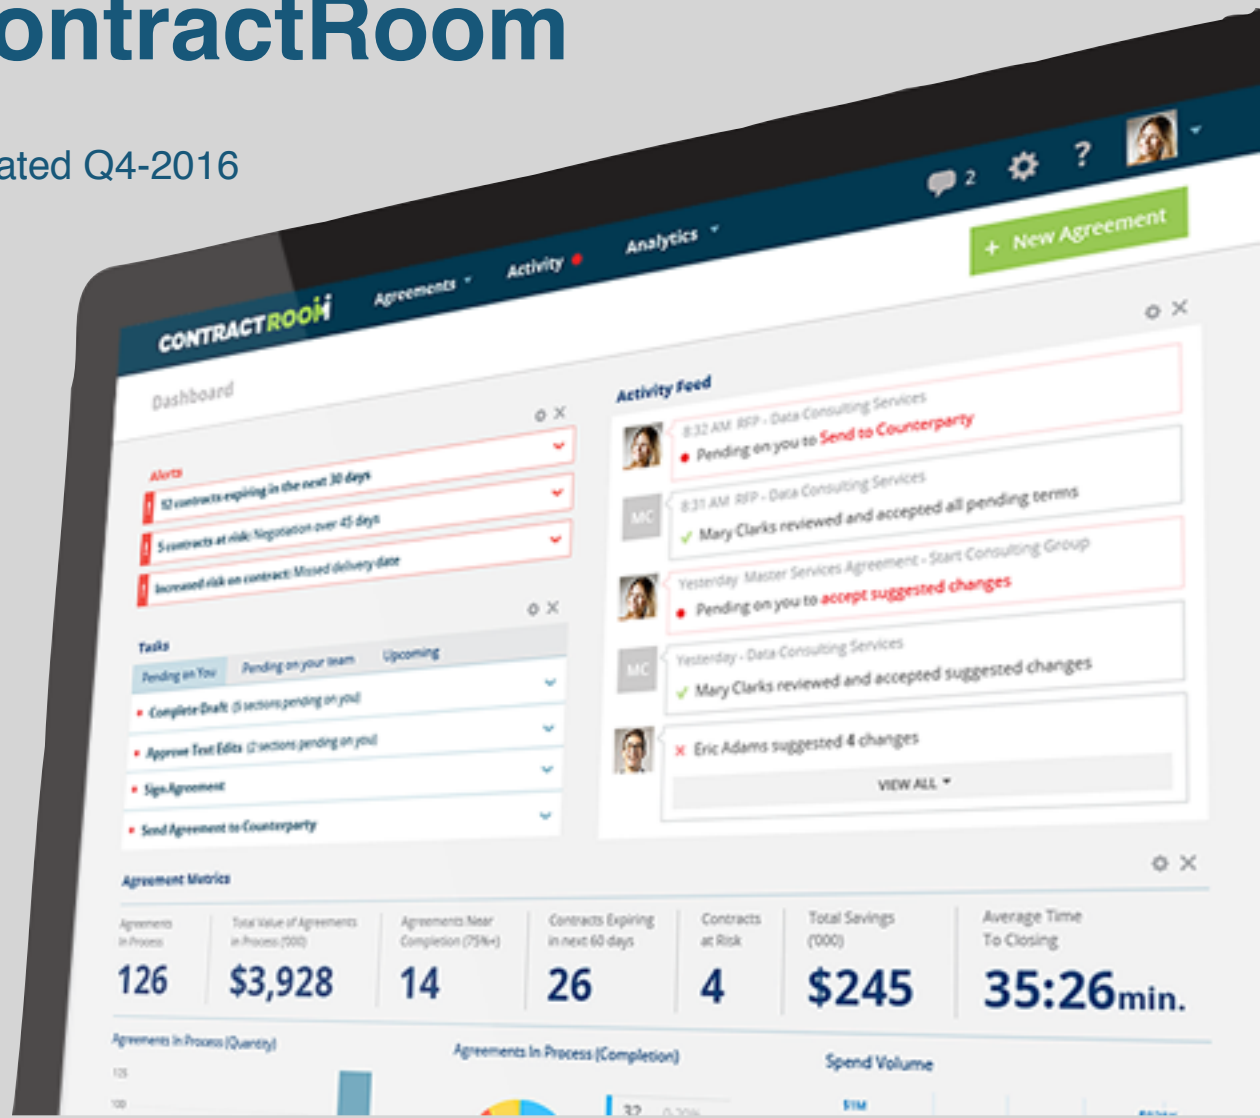 ontractRoom
ated Q4-2016
2
?
+ New Agreement
CONTRACTROOM
Agreements
Activity
Analytics
Dashboard
Alerts
! 12 contracts expiring in the next 30 days
! 5 contracts at risk: Negotiation over 45 days
! Increased risk on contract: Missed delivery date
Tasks
Pending on You Pending on your team Upcoming
Complete Draft (5 sections pending on you)
Approve Text Edits (2 sections pending on you)
Sign Agreement
Send Agreement to Counterparty
Activity Feed
8:32 AM RFP - Data Consulting Services
Pending on you to Send to Counterparty
MC
8:31 AM RFP - Data Consulting Services
Mary Clarks reviewed and accepted all pending terms
Yesterday Master Services Agreement - Start Consulting Group
Pending on you to accept suggested changes
MC
Yesterday - Data Consulting Services
Mary Clarks reviewed and accepted suggested changes
Eric Adams suggested 4 changes
VIEW ALL
Agreement Metrics
Agreements
In Process
126
Total Value of Agreements
in Process ('000)
$3,928
Agreements Near
Completion (75%+)
14
Contracts Expiring
in next 60 days
26
Contracts
at Risk
4
Total Savings
('000)
$245
Average Time
To Closing
35:26min.
Agreements In Process (Quantity)
125
100
Agreements In Process (Completion)
32 0-20%
Spend Volume
$1M